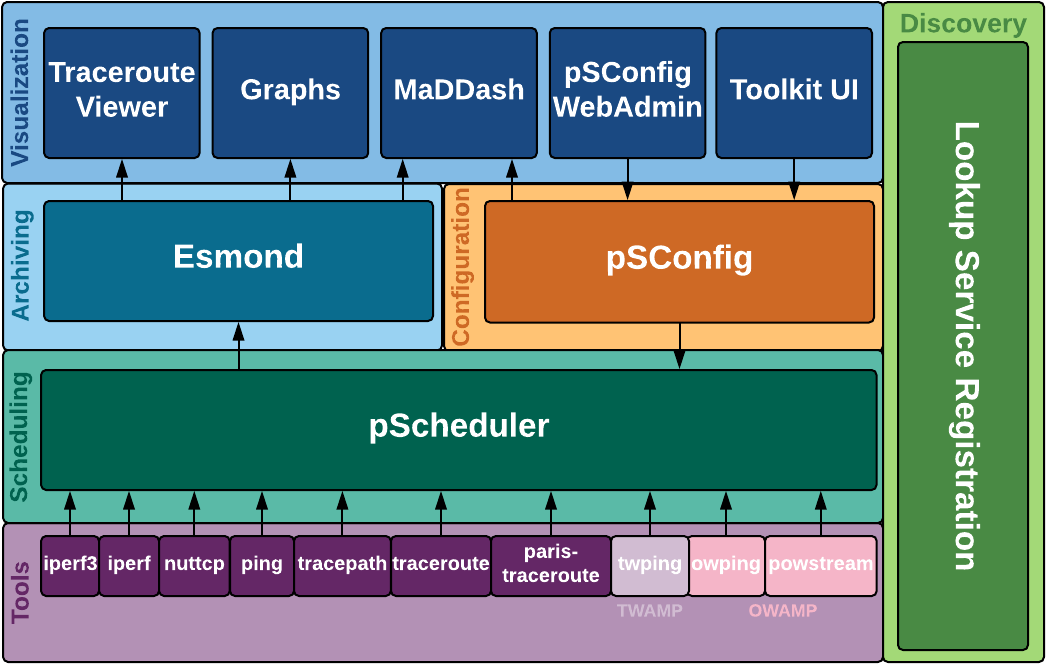 Visualization
Traceroute
Viewer
Graphs
MaDDash
pSConfig
WebAdmin
Toolkit UI
Discovery
Lookup Service Registration
Archiving
Esmond
Configuration
pSConfig
Scheduling
pScheduler
Tools
iperf3
iperf
nuttcp
ping
tracepath
traceroute
paris-
traceroute
twping
owping
powstream
TWAMP
OWAMP